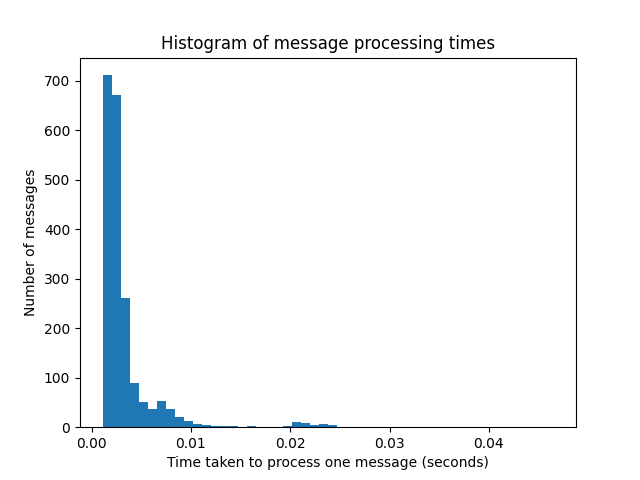 Histogram of message processing times
Number of messages
700
600
500
400
300
200
100
0
0.00 0.01 0.02 0.03 0.04
Time taken to process one message (seconds)